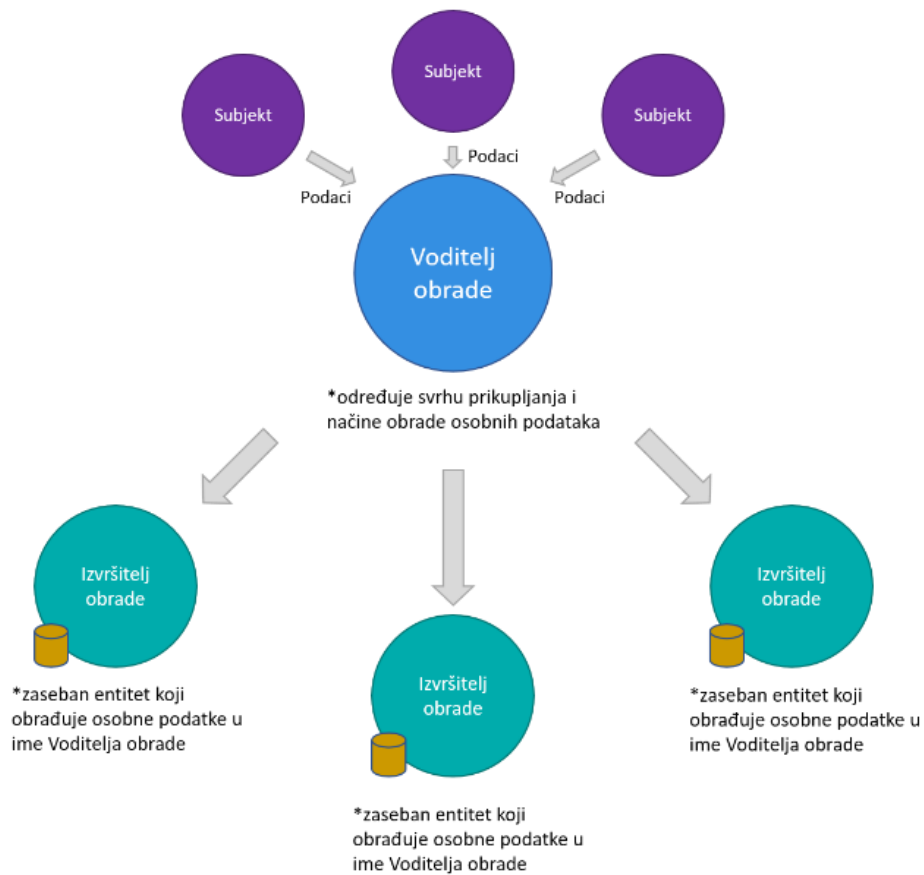 Subjekt
Subjekt
Subjekt
Podaci
Podaci
Podaci
Voditelj
obrade
*određuje svrhu prikupljanja i
načine obrade osobnih podataka
Izvršitelj
obrade
*zaseban entitet koji
obrađuje osobne podatke u
ime Voditelja obrade
Izvršitelj
obrade
*zaseban entitet koji
obrađuje osobne podatke u
ime Voditelja obrade
Izvršitelj
obrade
*zaseban entitet koji
obrađuje osobne podatke u
ime Voditelja obrade